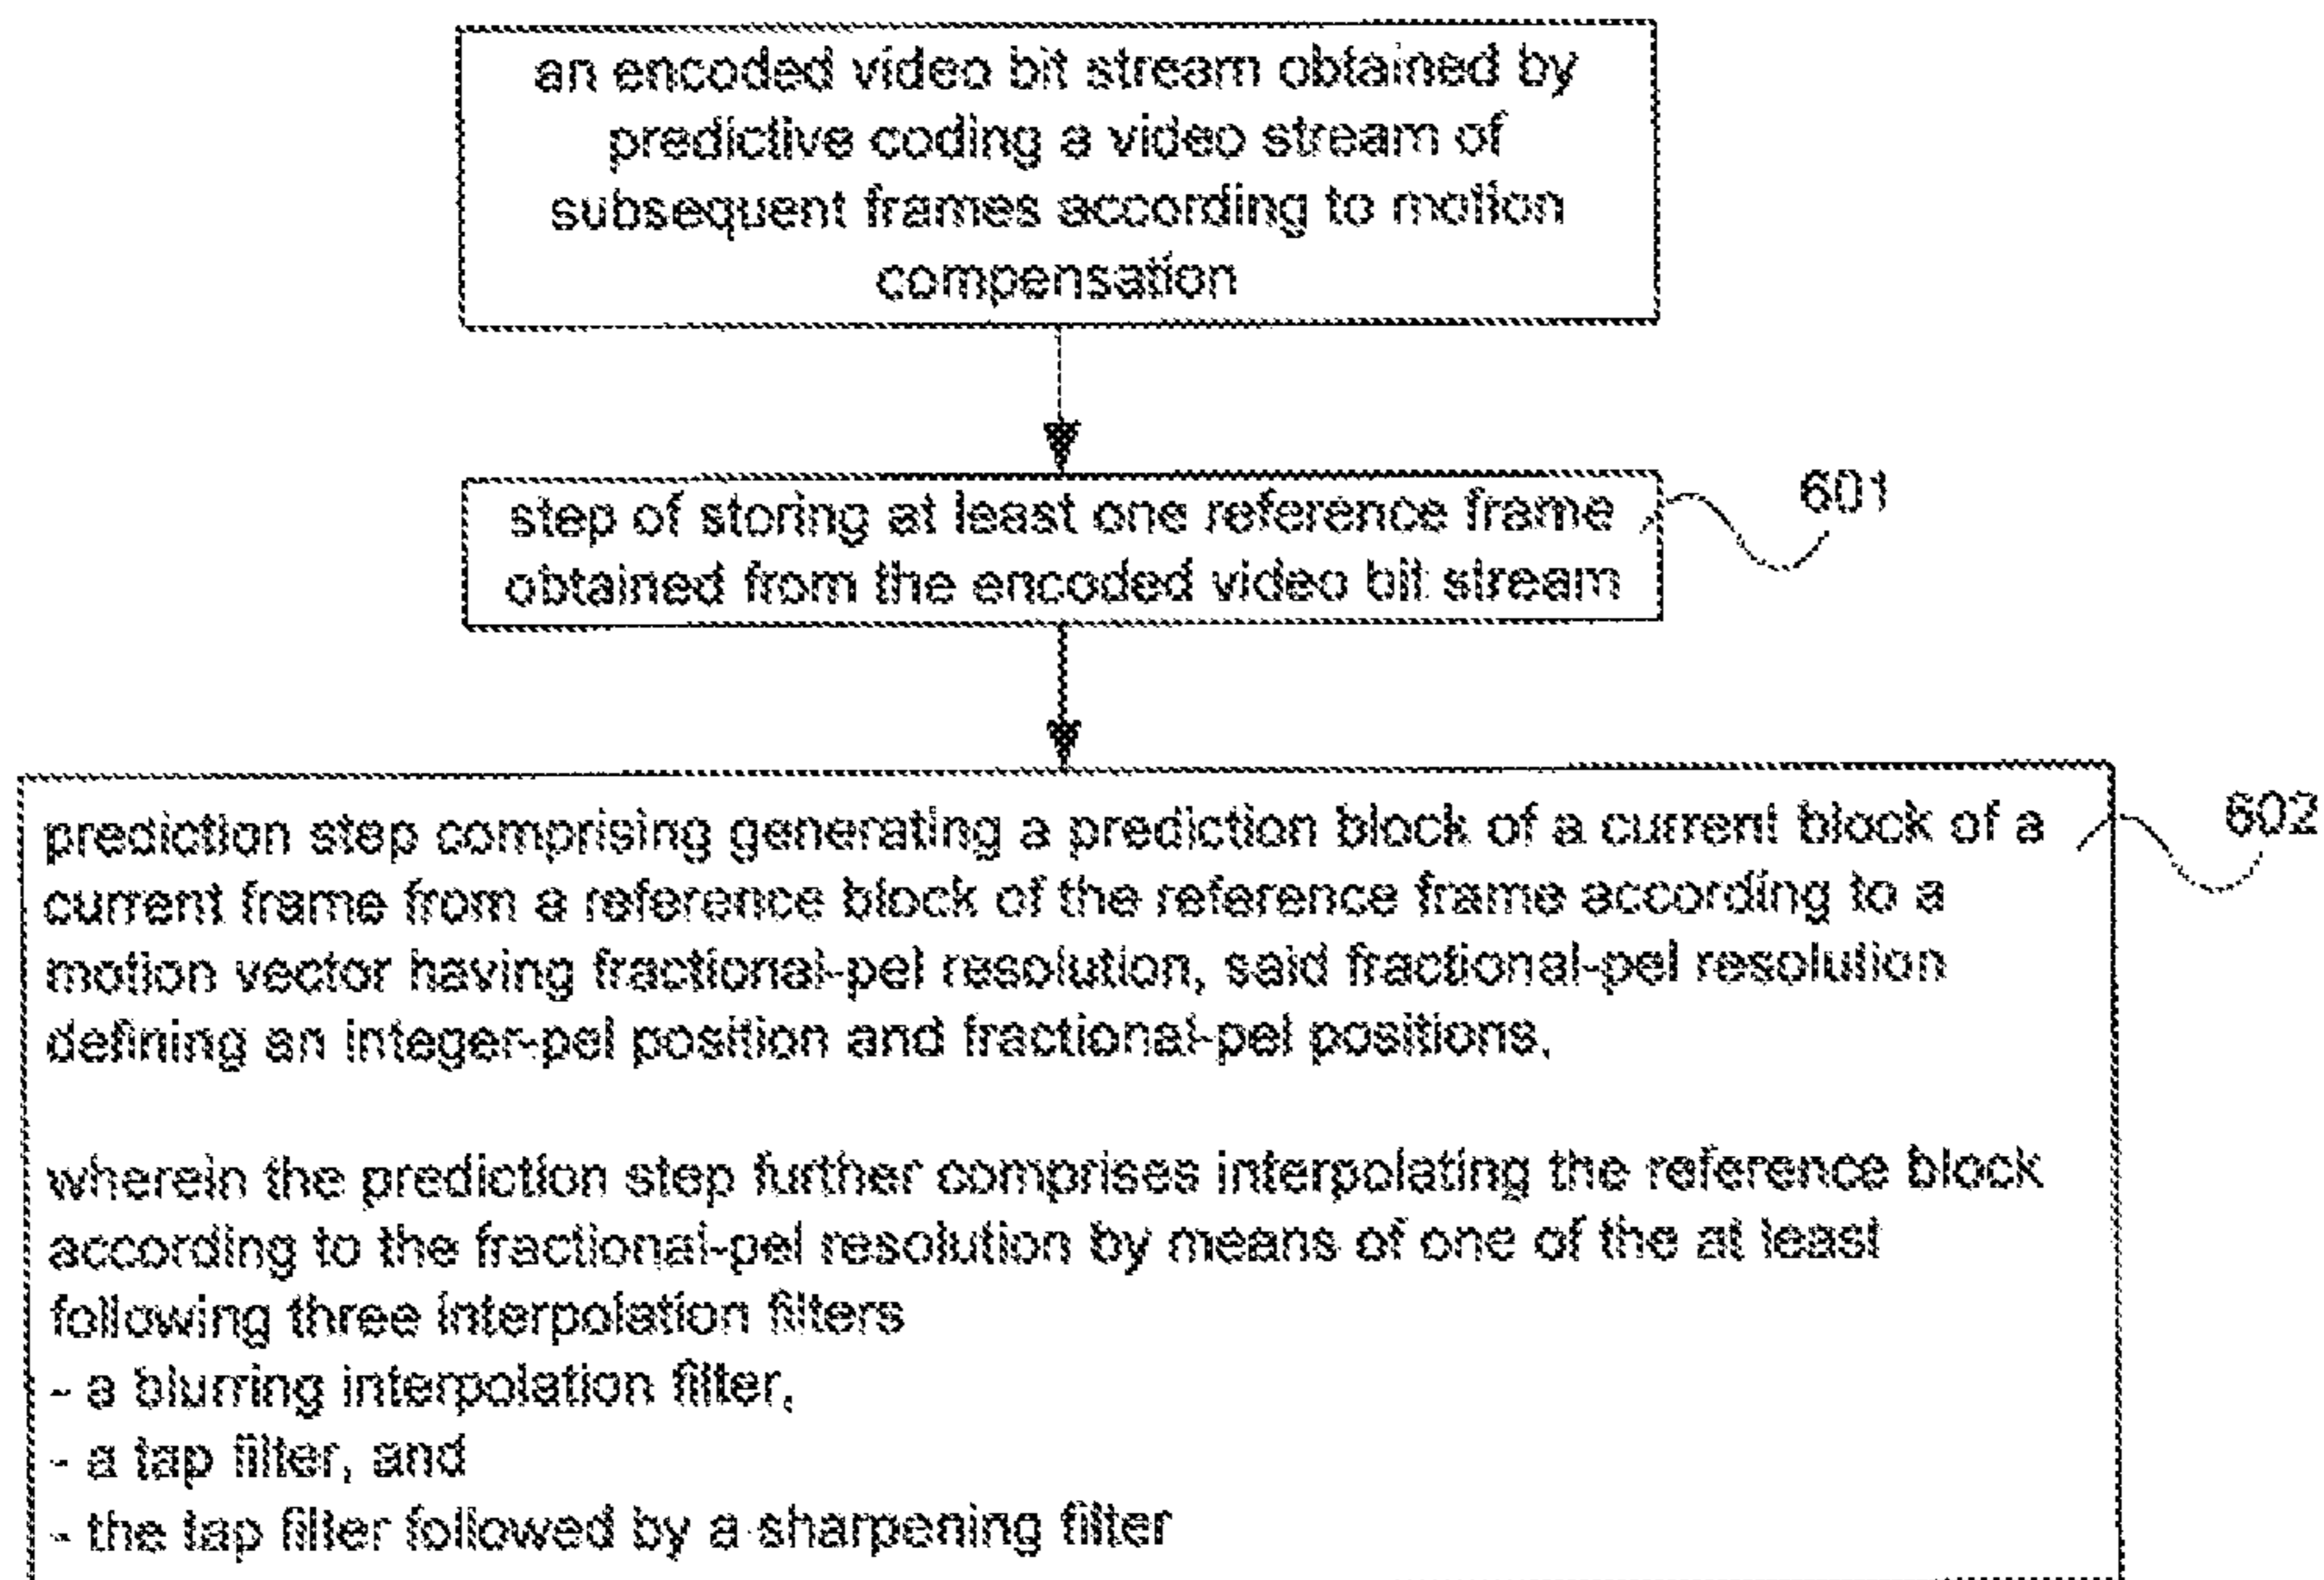 an encoded video bit stream obtained by
predictive coding a video stream of
subsequent frames according to motion
compensation
step of storing at least one reference frame
obtained from the encoded video bit stream
601
prediction step comprising generating a prediction block of a current block of a
current frame from a reference block of the reference frame according to a
motion vector having fractional-pel resolution, said fractional-pel resolution
defining an integer-pel position and fractional-pel positions,
602
wherein the prediction step further comprises interpolating the reference block
according to the fractional-pel resolution by means of one of the at least
following three interpolation filters
- a blurring interpolation filter,
- a tap filter, and
- the tap filter followed by a sharpening filter